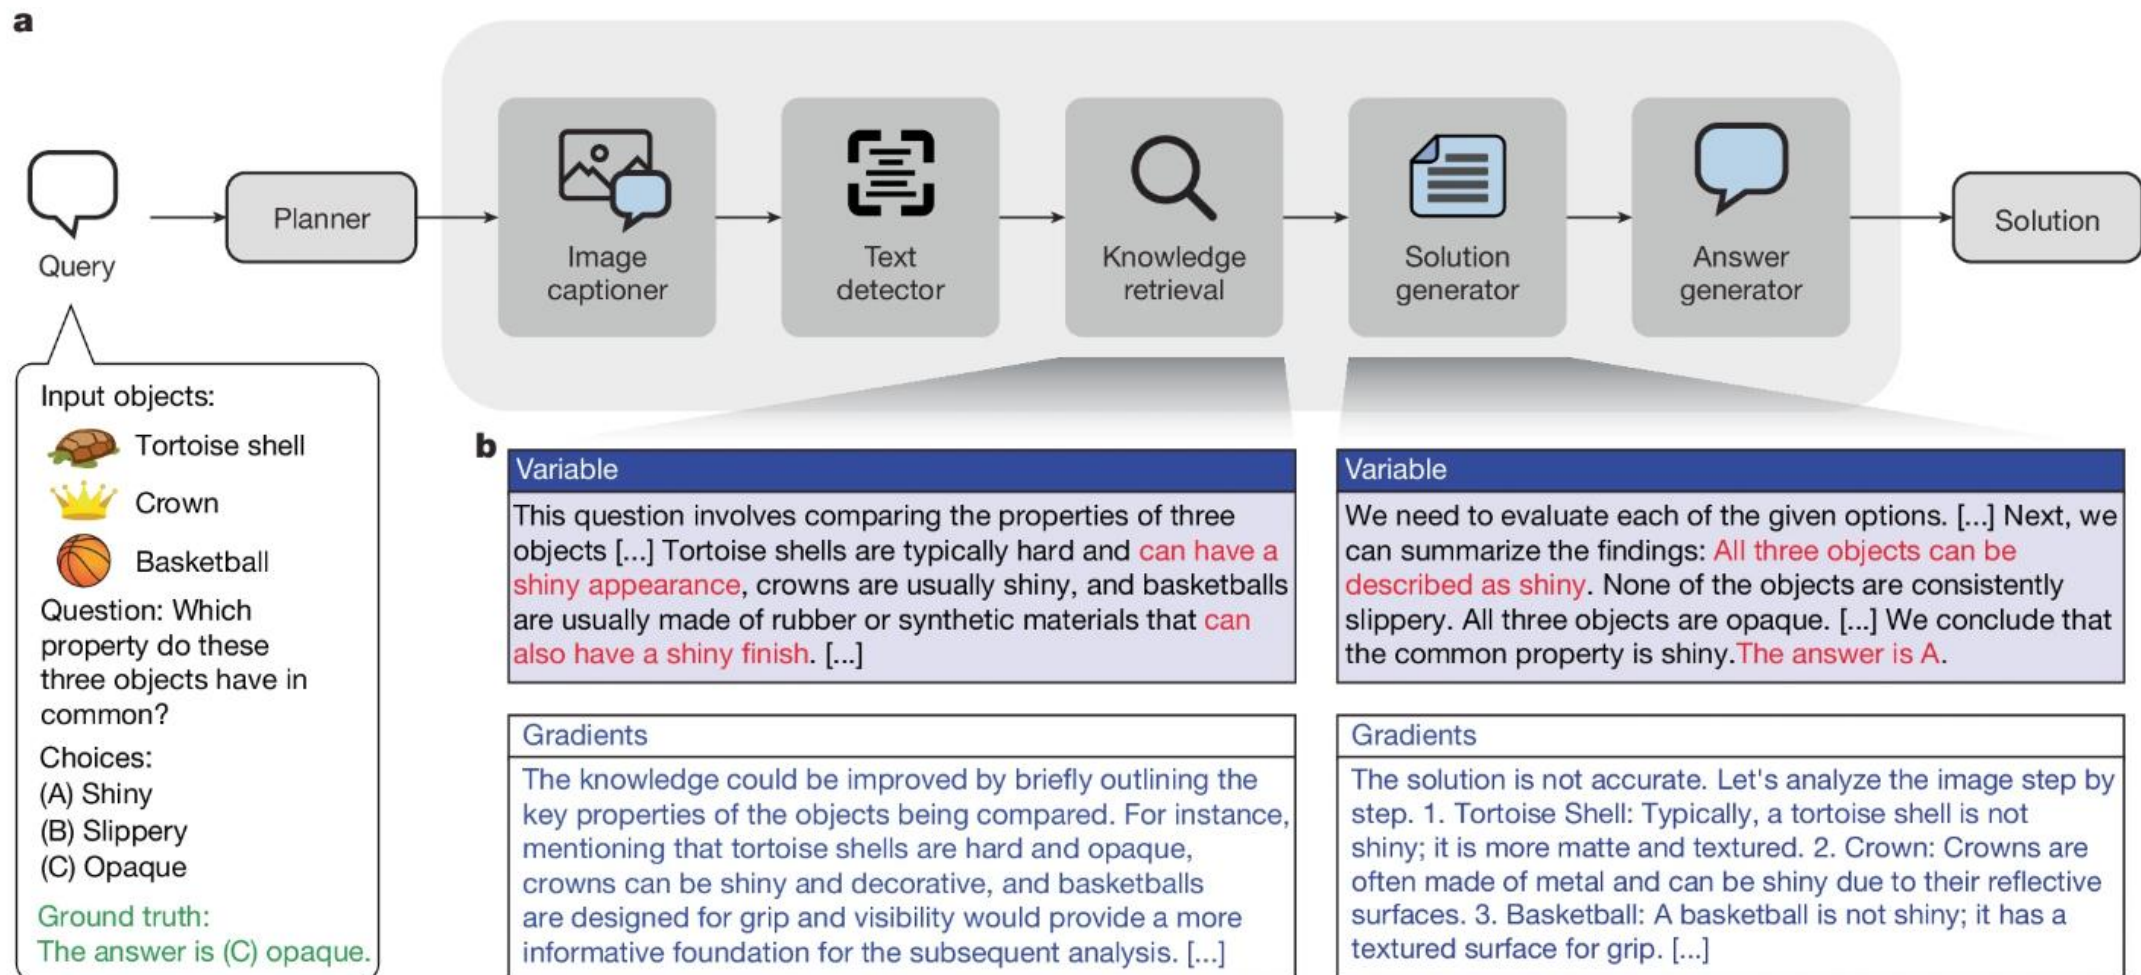 a
Query
Planner
Image
captioner
Text
detector
Knowledge
retrieval
Solution
generator
Answer
generator
Solution
Input objects:
Tortoise shell
Crown
Basketball
Question: Which
property do these
three objects have in
common?
Choices:
(A) Shiny
(B) Slippery
(C) Opaque
Ground truth:
The answer is (C) opaque.
b
Variable
This question involves comparing the properties of three
objects [...] Tortoise shells are typically hard and can have a
shiny appearance, crowns are usually shiny, and basketballs
are usually made of rubber or synthetic materials that can
also have a shiny finish. [...]
Gradients
The knowledge could be improved by briefly outlining the
key properties of the objects being compared. For instance,
mentioning that tortoise shells are hard and opaque,
crowns can be shiny and decorative, and basketballs
are designed for grip and visibility would provide a more
informative foundation for the subsequent analysis. [...]
Variable
We need to evaluate each of the given options. [...] Next, we
can summarize the findings: All three objects can be
described as shiny. None of the objects are consistently
slippery. All three objects are opaque. [...] We conclude that
the common property is shiny.The answer is A.
Gradients
The solution is not accurate. Let's analyze the image step by
step. 1. Tortoise Shell: Typically, a tortoise shell is not
shiny; it is more matte and textured. 2. Crown: Crowns are
often made of metal and can be shiny due to their reflective
surfaces. 3. Basketball: A basketball is not shiny; it has a
textured surface for grip. [...]